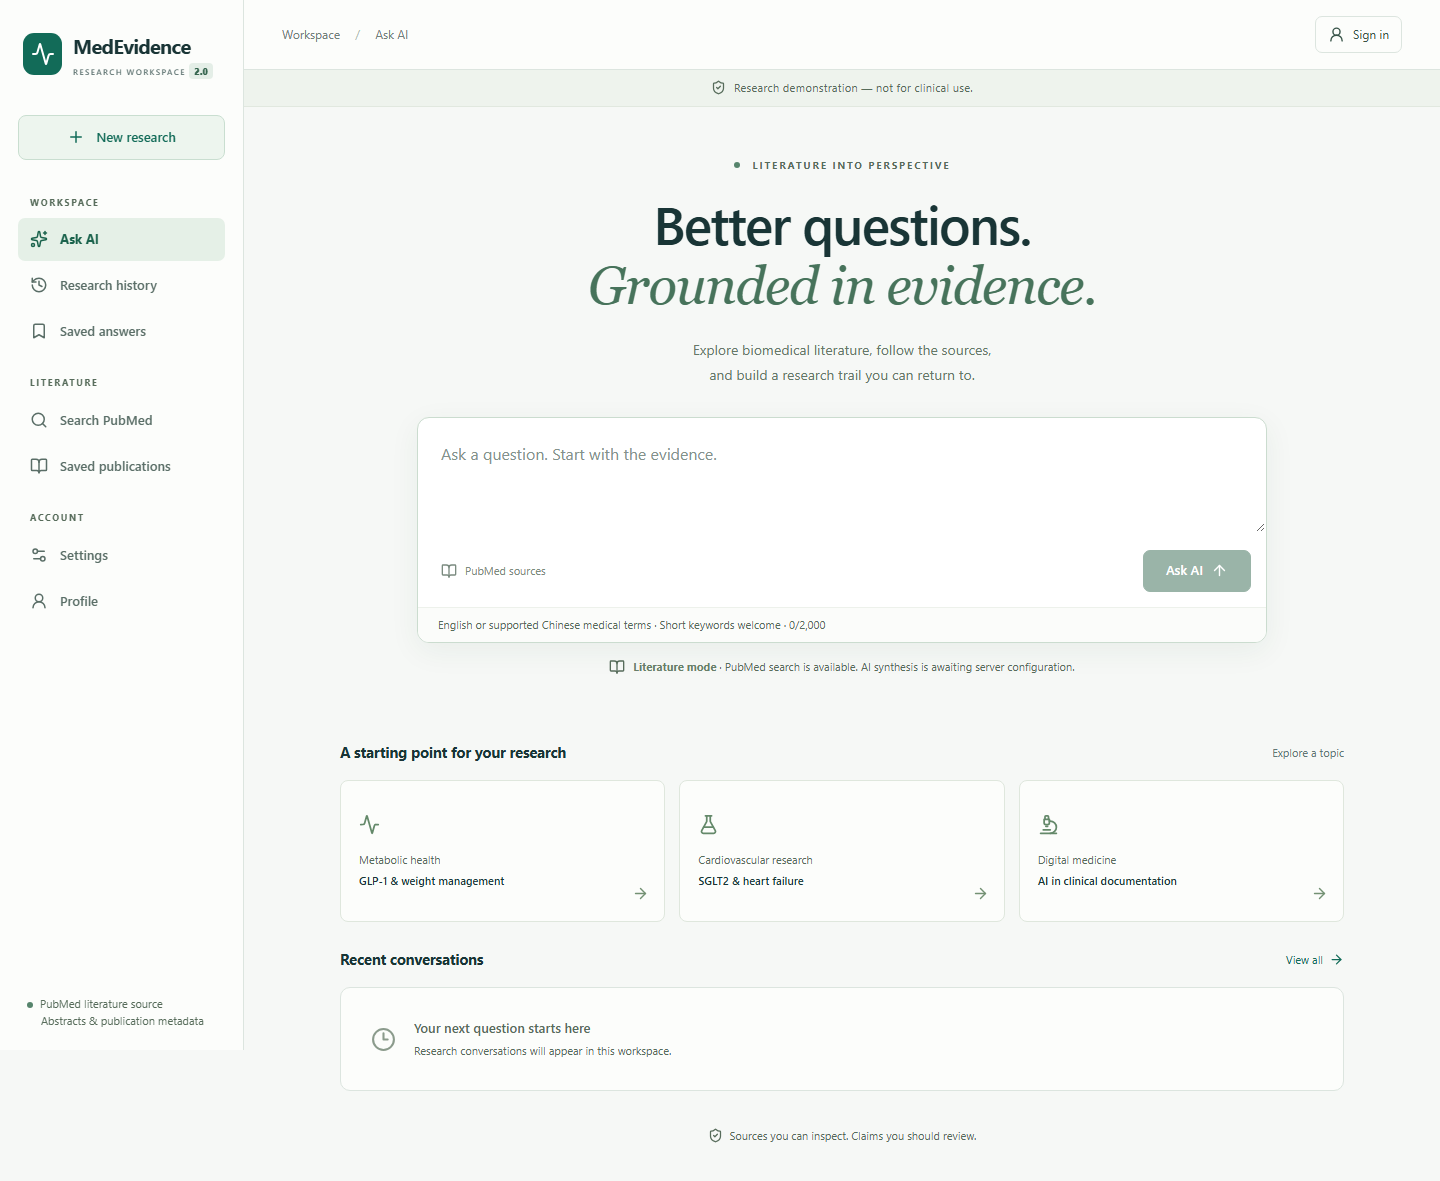 MedEvidence
RESEARCH WORKSPACE 2.0
New research
WORKSPACE
Ask AI
Research history
Saved answers
LITERATURE
Search PubMed
Saved publications
ACCOUNT
Settings
Profile
PubMed literature source
Abstracts & publication metadata
Workspace / Ask AI
Sign in
Research demonstration — not for clinical use.
LITERATURE INTO PERSPECTIVE
Better questions.
Grounded in evidence.
Explore biomedical literature, follow the sources,
and build a research trail you can return to.
Ask a question. Start with the evidence.
PubMed sources
Ask AI
English or supported Chinese medical terms · Short keywords welcome · 0/2,000
Literature mode · PubMed search is available. AI synthesis is awaiting server configuration.
A starting point for your research
Explore a topic
Metabolic health
GLP-1 & weight management
Cardiovascular research
SGLT2 & heart failure
Digital medicine
AI in clinical documentation
Recent conversations
View all
Your next question starts here
Research conversations will appear in this workspace.
Sources you can inspect. Claims you should review.